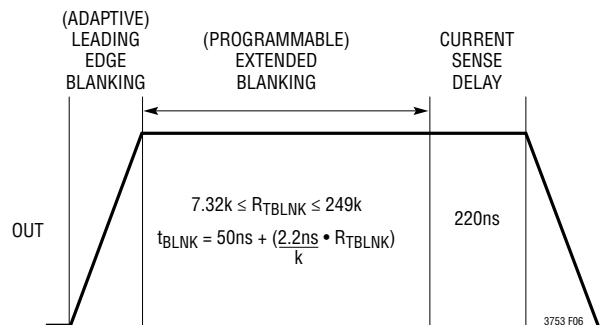 (ADAPTIVE)
LEADING
EDGE
BLANKING
(PROGRAMMABLE)
EXTENDED
BLANKING
CURRENT
SENSE
DELAY
OUT
7.32k ≤ RTBLNK ≤ 249k
tBLNK = 50ns + (2.2ns/k • RTBLNK)
220ns
3753 F06